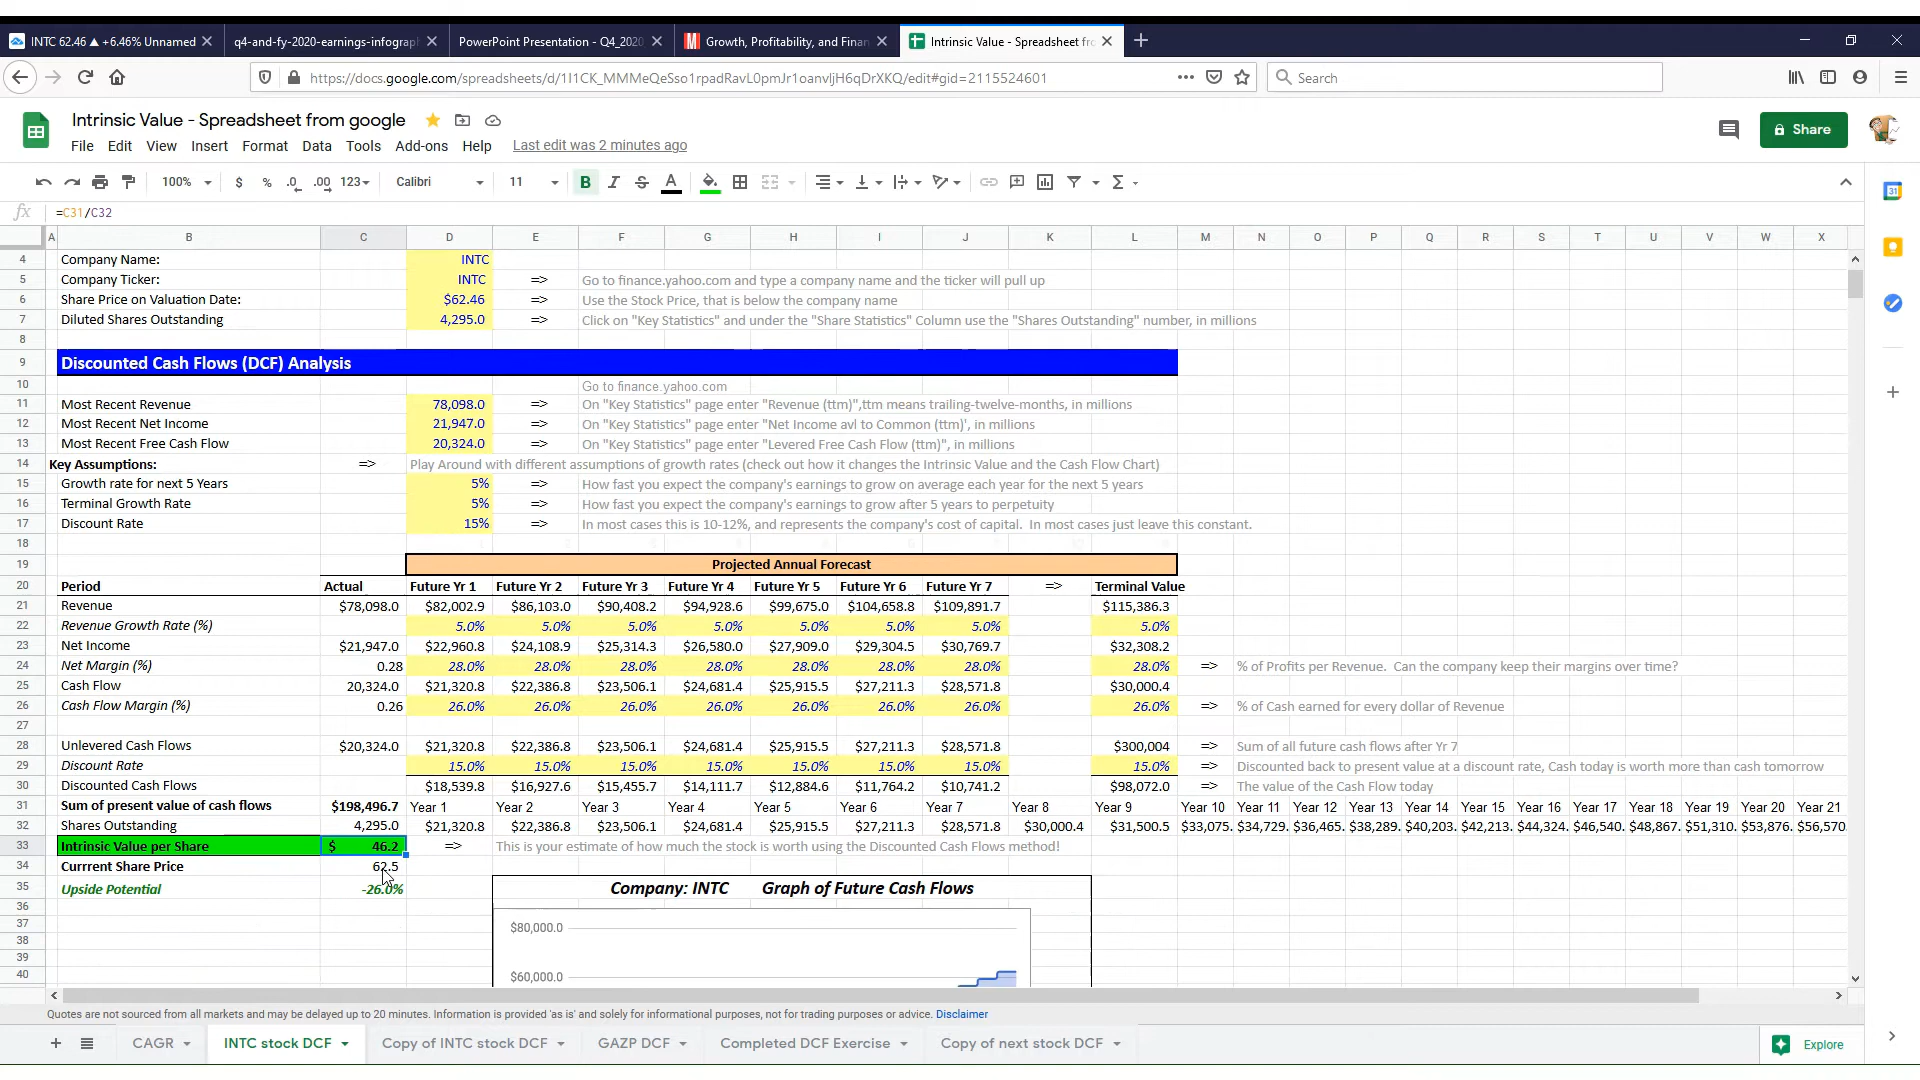 INTC 62.46 ▲ +6.46% Unnamed
q4-and-fy-2020-earnings-infograp
PowerPoint Presentation - Q4_2020
Growth, Profitability, and Finan
Intrinsic Value - Spreadsheet fro
https://docs.google.com/spreadsheets/d/1I1CK_MMMeQeSso1rpadRavL0pmJr1oanvljH6qDrXKQ/edit#gid=2115524601
Search
Intrinsic Value - Spreadsheet from google
File Edit View Insert Format Data Tools Add-ons Help Last edit was 2 minutes ago
Share
100% $ % .0 .00 123 Calibri 11 B I S A
fx =C31/C32
A B C D E F G H I J K L M N O P Q R S T U V W X
4 Company Name: INTC
5 Company Ticker: INTC => Go to finance.yahoo.com and type a company name and the ticker will pull up
6 Share Price on Valuation Date: $62.46 => Use the Stock Price, that is below the company name
7 Diluted Shares Outstanding 4,295.0 => Click on "Key Statistics" and under the "Share Statistics" Column use the "Shares Outstanding" number, in millions
8
9 Discounted Cash Flows (DCF) Analysis
10 Go to finance.yahoo.com
11 Most Recent Revenue 78,098.0 => On "Key Statistics" page enter "Revenue (ttm)",ttm means trailing-twelve-months, in millions
12 Most Recent Net Income 21,947.0 => On "Key Statistics" page enter "Net Income avl to Common (ttm)', in millions
13 Most Recent Free Cash Flow 20,324.0 => On "Key Statistics" page enter "Levered Free Cash Flow (ttm)", in millions
14 Key Assumptions: => Play Around with different assumptions of growth rates (check out how it changes the Intrinsic Value and the Cash Flow Chart)
15 Growth rate for next 5 Years 5% => How fast you expect the company's earnings to grow on average each year for the next 5 years
16 Terminal Growth Rate 5% => How fast you expect the company's earnings to grow after 5 years to perpetuity
17 Discount Rate 15% => In most cases this is 10-12%, and represents the company's cost of capital. In most cases just leave this constant.
18
19 Projected Annual Forecast
20 Period Actual Future Yr 1 Future Yr 2 Future Yr 3 Future Yr 4 Future Yr 5 Future Yr 6 Future Yr 7 => Terminal Value
21 Revenue $78,098.0 $82,002.9 $86,103.0 $90,408.2 $94,928.6 $99,675.0 $104,658.8 $109,891.7 $115,386.3
22 Revenue Growth Rate (%) 5.0% 5.0% 5.0% 5.0% 5.0% 5.0% 5.0% 5.0%
23 Net Income $21,947.0 $22,960.8 $24,108.9 $25,314.3 $26,580.0 $27,909.0 $29,304.5 $30,769.7 $32,308.2
24 Net Margin (%) 0.28 28.0% 28.0% 28.0% 28.0% 28.0% 28.0% 28.0% 28.0% => % of Profits per Revenue. Can the company keep their margins over time?
25 Cash Flow 20,324.0 $21,320.8 $22,386.8 $23,506.1 $24,681.4 $25,915.5 $27,211.3 $28,571.8 $30,000.4
26 Cash Flow Margin (%) 0.26 26.0% 26.0% 26.0% 26.0% 26.0% 26.0% 26.0% 26.0% => % of Cash earned for every dollar of Revenue
27
28 Unlevered Cash Flows $20,324.0 $21,320.8 $22,386.8 $23,506.1 $24,681.4 $25,915.5 $27,211.3 $28,571.8 $300,004 => Sum of all future cash flows after Yr 7
29 Discount Rate 15.0% 15.0% 15.0% 15.0% 15.0% 15.0% 15.0% 15.0% => Discounted back to present value at a discount rate, Cash today is worth more than cash tomorrow
30 Discounted Cash Flows $18,539.8 $16,927.6 $15,455.7 $14,111.7 $12,884.6 $11,764.2 $10,741.2 $98,072.0 => The value of the Cash Flow today
31 Sum of present value of cash flows $198,496.7 Year 1 Year 2 Year 3 Year 4 Year 5 Year 6 Year 7 Year 8 Year 9 Year 10 Year 11 Year 12 Year 13 Year 14 Year 15 Year 16 Year 17 Year 18 Year 19 Year 20 Year 21
32 Shares Outstanding 4,295.0 $21,320.8 $22,386.8 $23,506.1 $24,681.4 $25,915.5 $27,211.3 $28,571.8 $30,000.4 $31,500.5 $33,075. $34,729. $36,465. $38,289. $40,203. $42,213. $44,324. $46,540. $48,867. $51,310. $53,876. $56,570.
33 Intrinsic Value per Share $ 46.2 => This is your estimate of how much the stock is worth using the Discounted Cash Flows method!
34 Currrent Share Price 62.5
35 Upside Potential -26.0% Company: INTC Graph of Future Cash Flows
36
37 $80,000.0
38
39
40 $60,000.0
Quotes are not sourced from all markets and may be delayed up to 20 minutes. Information is provided 'as is' and solely for informational purposes, not for trading purposes or advice. Disclaimer
CAGR INTC stock DCF Copy of INTC stock DCF GAZP DCF Completed DCF Exercise Copy of next stock DCF Explore